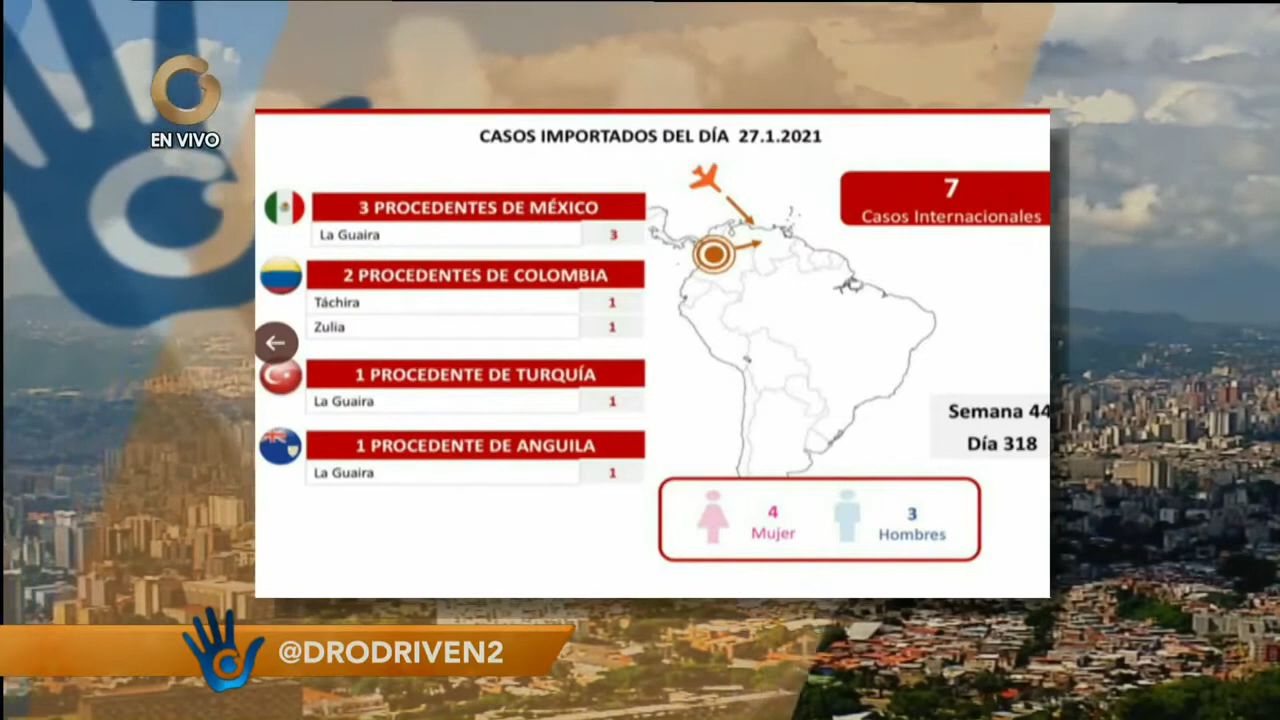 EN VIVO
CASOS IMPORTADOS DEL DÍA 27.1.2021
3 PROCEDENTES DE MÉXICO
La Guaira 3
2 PROCEDENTES DE COLOMBIA
Táchira 1
Zulia 1
1 PROCEDENTE DE TURQUÍA
La Guaira 1
1 PROCEDENTE DE ANGUILA
La Guaira 1
7
Casos Internacionales
Semana 44
Día 318
4
Mujer
3
Hombres
@DRODRIVEN2